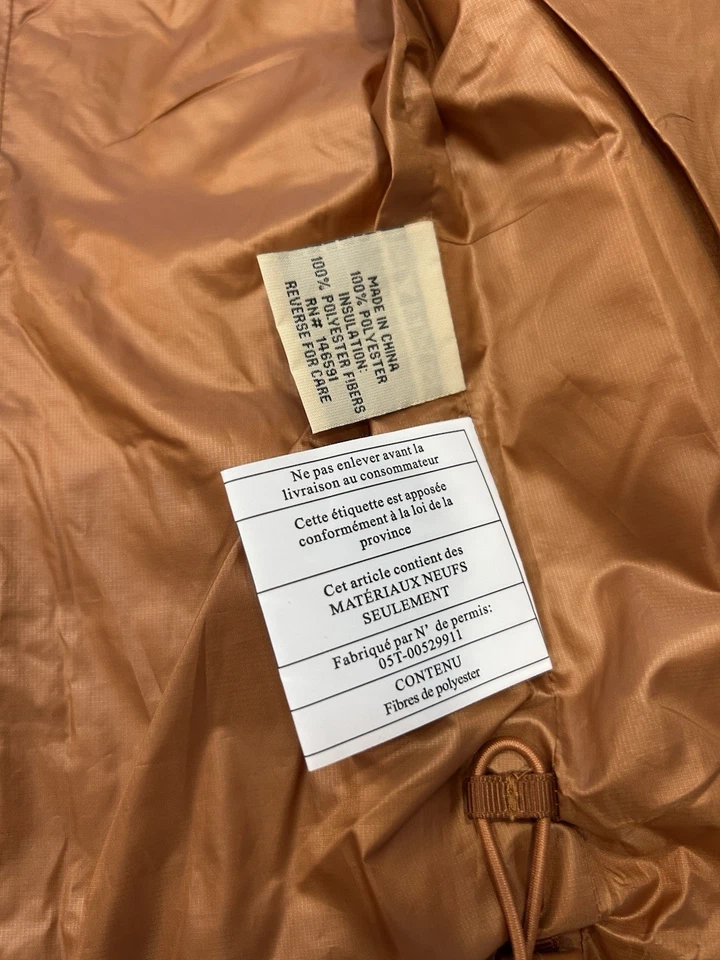 MADE IN CHINA
100% POLYESTER
INSULATION:
100% POLYESTER FIBERS
RN# 146591
REVERSE FOR CARE
Ne pas enlever avant la
livraison au consommateur
Cette étiquette est apposée
conformément à la loi de la
province
Cet article contient des
MATÉRIAUX NEUFS
SEULEMENT
Fabriqué par N' de permis:
05T-00529911
CONTENU
Fibres de polyester